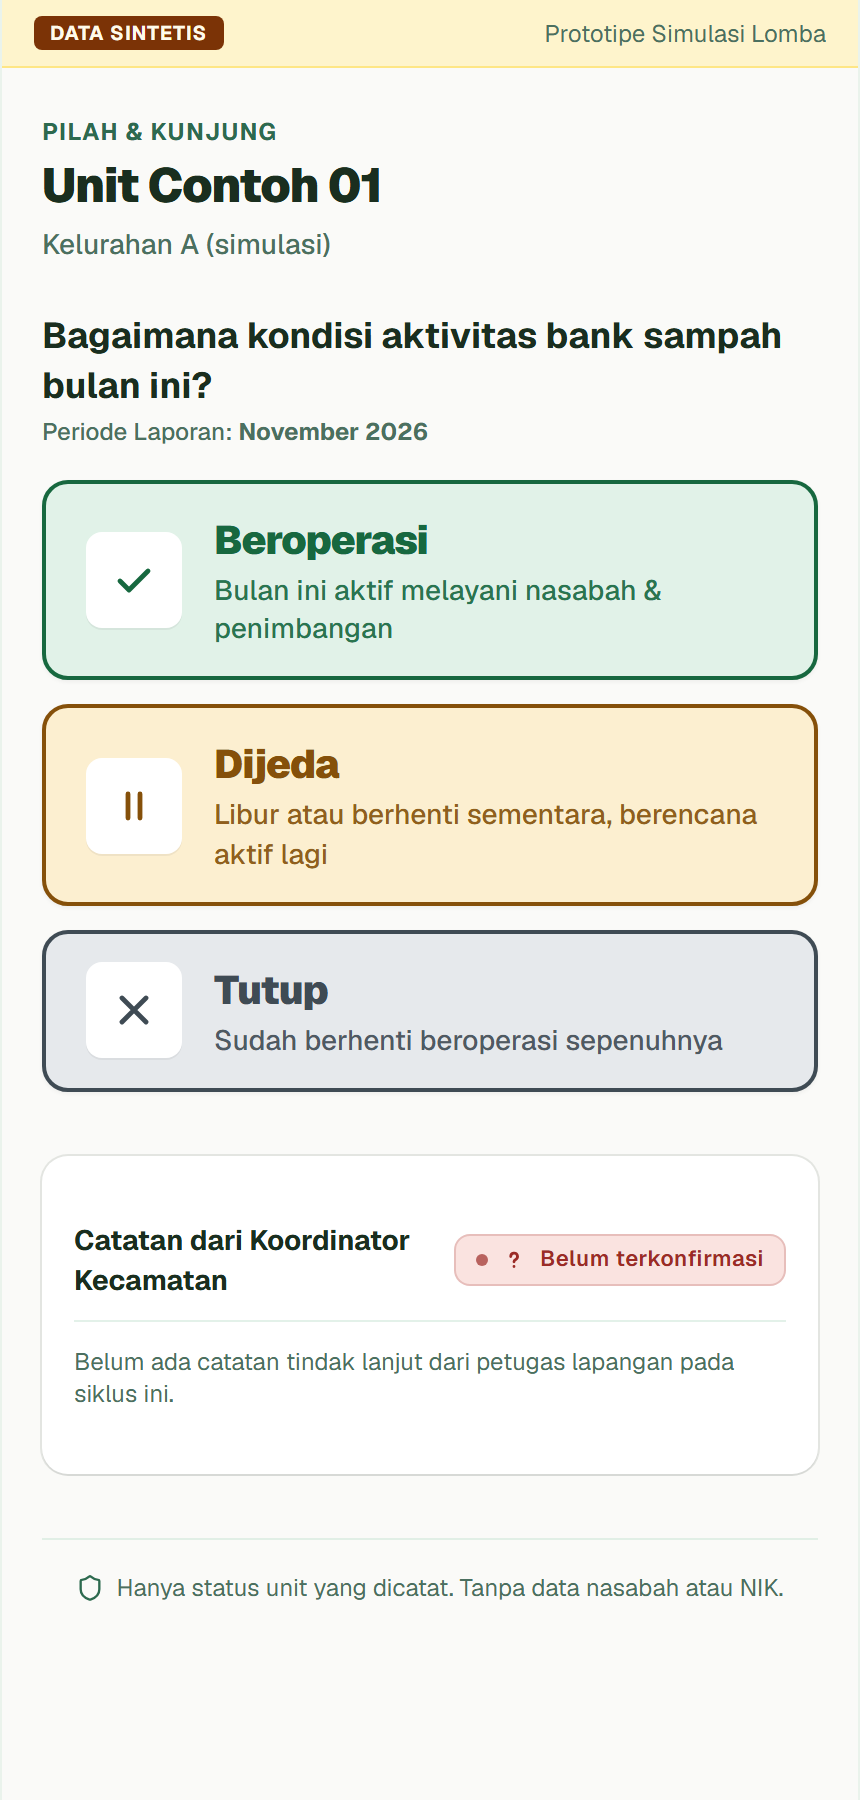 DATA SINTETIS
Prototipe Simulasi Lomba
PILAH & KUNJUNG
Unit Contoh 01
Kelurahan A (simulasi)
Bagaimana kondisi aktivitas bank sampah
bulan ini?
Periode Laporan: November 2026
Beroperasi
Bulan ini aktif melayani nasabah &
penimbangan
Dijeda
Libur atau berhenti sementara, berencana
aktif lagi
Tutup
Sudah berhenti beroperasi sepenuhnya
Catatan dari Koordinator
Kecamatan
? Belum terkonfirmasi
Belum ada catatan tindak lanjut dari petugas lapangan pada
siklus ini.
Hanya status unit yang dicatat. Tanpa data nasabah atau NIK.